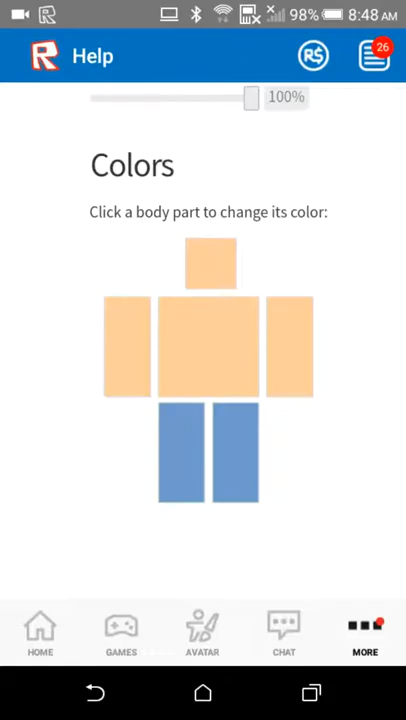 98% 8:48 AM
R Help R$ 26
100%
Colors
Click a body part to change its color:
HOME GAMES AVATAR CHAT MORE